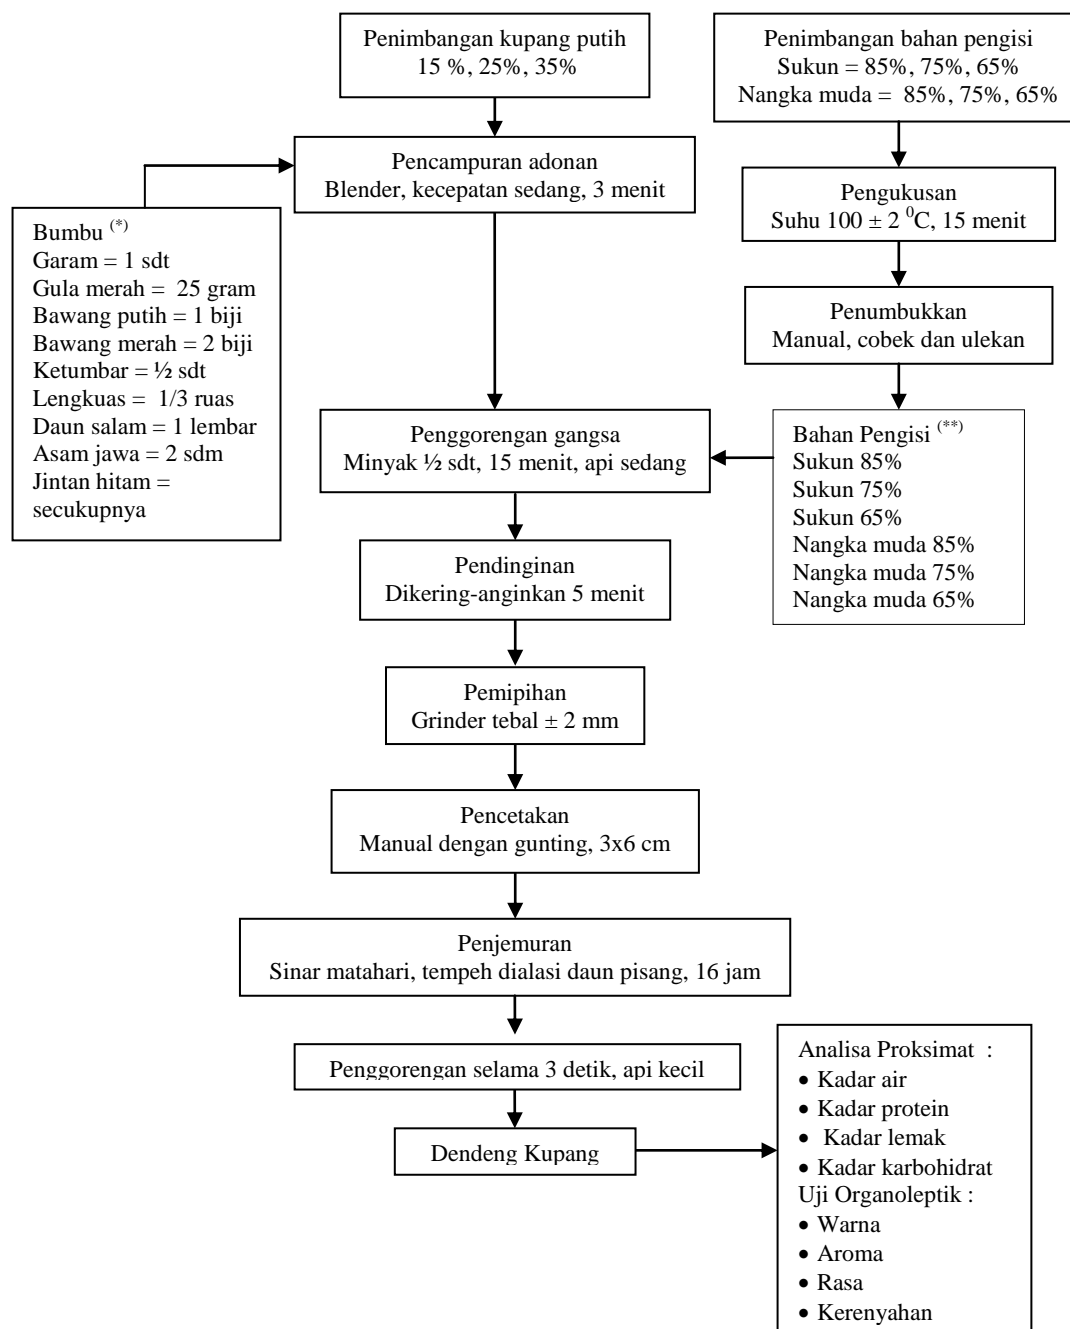 Penimbangan kupang putih
15 %, 25%, 35%
Penimbangan bahan pengisi
Sukun = 85%, 75%, 65%
Nangka muda = 85%, 75%, 65%
Pencampuran adonan
Blender, kecepatan sedang, 3 menit
Pengukusan
Suhu 100 ± 2 ⁰C, 15 menit
Bumbu (*)
Garam = 1 sdt
Gula merah = 25 gram
Bawang putih = 1 biji
Bawang merah = 2 biji
Ketumbar = ½ sdt
Lengkuas = 1/3 ruas
Daun salam = 1 lembar
Asam jawa = 2 sdm
Jintan hitam =
secukupnya
Penumbukkan
Manual, cobek dan ulekan
Penggorengan gangsa
Minyak ½ sdt, 15 menit, api sedang
Bahan Pengisi (**)
Sukun 85%
Sukun 75%
Sukun 65%
Nangka muda 85%
Nangka muda 75%
Nangka muda 65%
Pendinginan
Dikering-anginkan 5 menit
Pemipihan
Grinder tebal ± 2 mm
Pencetakan
Manual dengan gunting, 3x6 cm
Penjemuran
Sinar matahari, tempeh dialasi daun pisang, 16 jam
Penggorengan selama 3 detik, api kecil
Dendeng Kupang
Analisa Proksimat :
• Kadar air
• Kadar protein
• Kadar lemak
• Kadar karbohidrat
Uji Organoleptik :
• Warna
• Aroma
• Rasa
• Kerenyahan